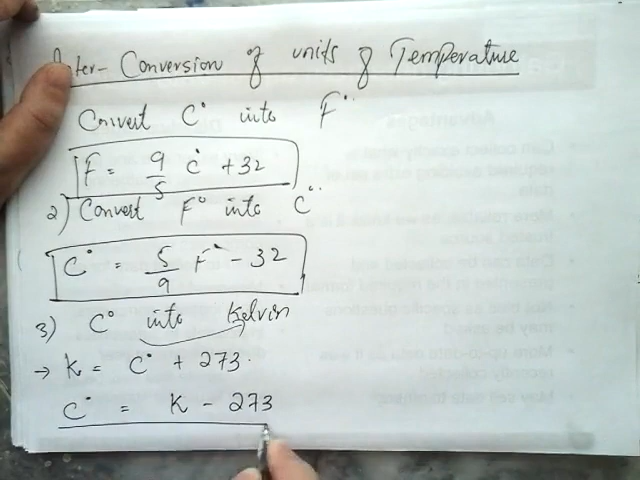 Inter-Conversion of units of Temperature
Convert C° into F°
F = 9/5 C° + 32
2) Convert F° into C°
C° = 5/9 F° - 32
3) C° into Kelvin
→ K = C° + 273.
C° = K - 273